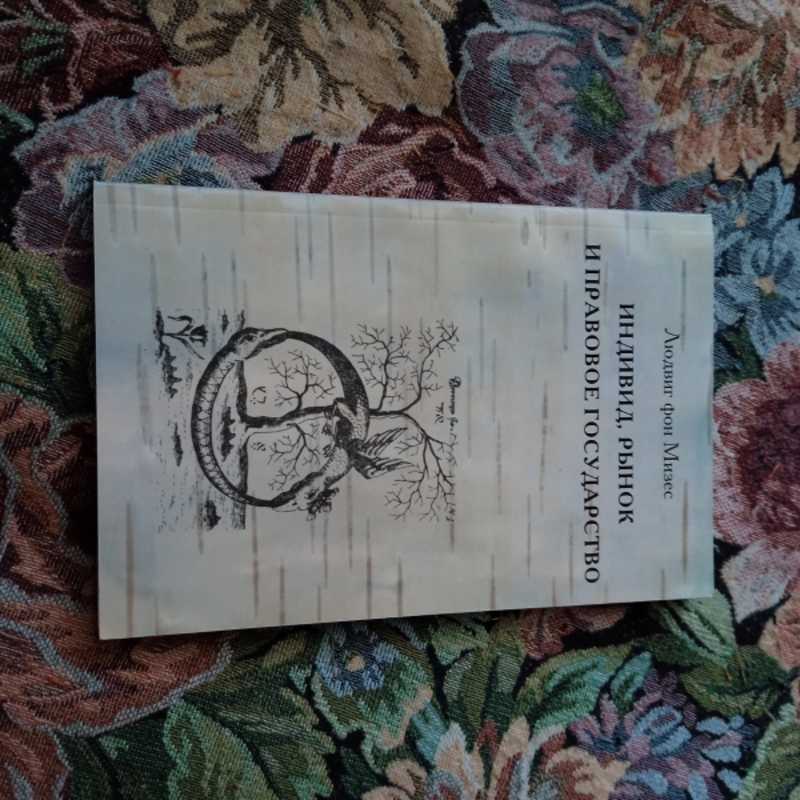 Людвиг фон Мизес
ИНДИВИД, РЫНОК
И ПРАВОВОЕ ГОСУДАРСТВО